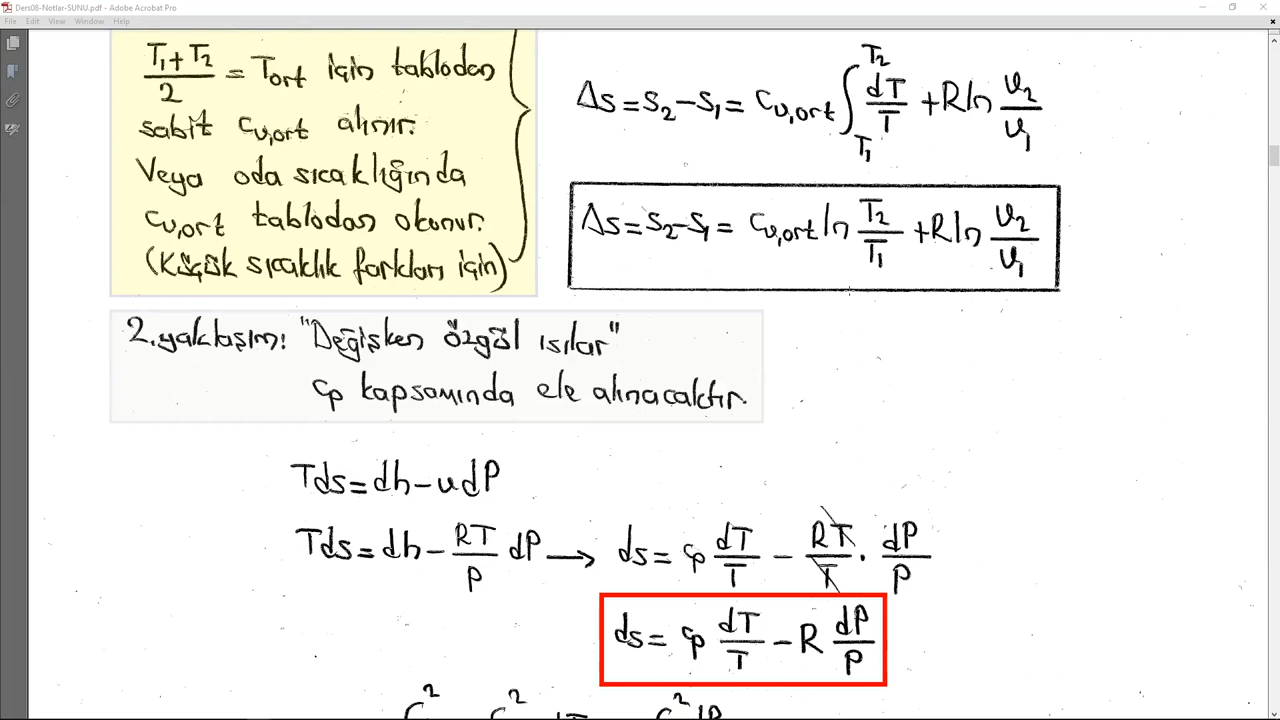 Ders08-Notlar-SUNU.pdf - Adobe Acrobat Pro
File Edit View Window Help
(T₁+T₂)/2 = Tort için tablodan
sabit cv,ort alınır.
Veya oda sıcaklığında
cv,ort tablodan okunur.
(Küçük sıcaklık farkları için)
Δs=s₂-s₁= cv,ort ∫T₁T₂ dT/T +Rln v₂/v₁
Δs=s₂-s₁= cv,ort ln T₂/T₁ +Rln v₂/v₁
2.yaklaşım: "Değişken özgül ısılar"
cp kapsamında ele alınacaktır.
Tds=dh-vdP
Tds=dh- RT/P dP → ds= cp dT/T - RT/T · dP/P
ds= cp dT/T - R dP/P